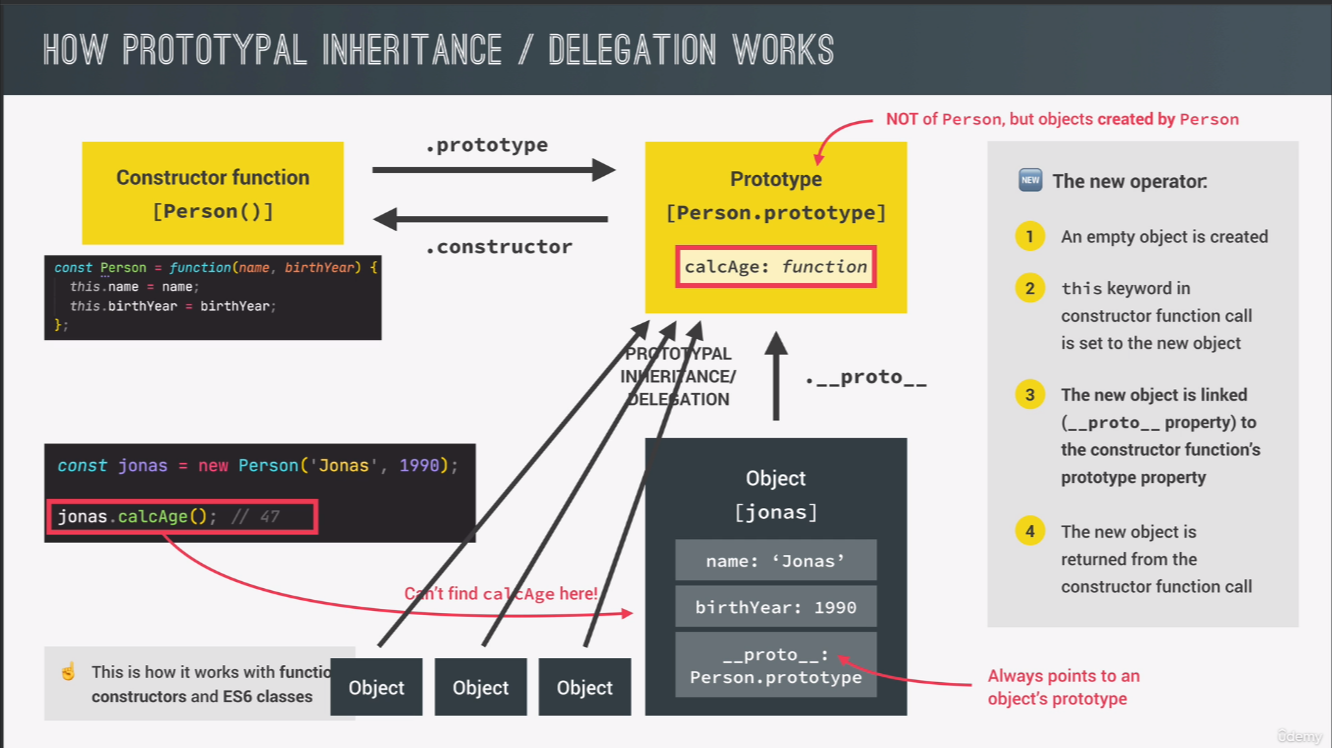 HOW PROTOTYPAL INHERITANCE / DELEGATION WORKS
NOT of Person, but objects created by Person
Constructor function
[Person()]
.prototype
.constructor
Prototype
[Person.prototype]
calcAge: function
const Person = function(name, birthYear) {
this.name = name;
this.birthYear = birthYear;
};
PROTOTYPAL
INHERITANCE/
DELEGATION
.__proto__
const jonas = new Person('Jonas', 1990);
jonas.calcAge(); // 47
Can't find calcAge here!
Object
[jonas]
name: ‘Jonas’
birthYear: 1990
__proto__:
Person.prototype
☝ This is how it works with functio
constructors and ES6 classes
Object
Object
Object
NEW The new operator:
1 An empty object is created
2 this keyword in
constructor function call
is set to the new object
3 The new object is linked
(__proto__ property) to
the constructor function’s
prototype property
4 The new object is
returned from the
constructor function call
Always points to an
object’s prototype
ûdemy